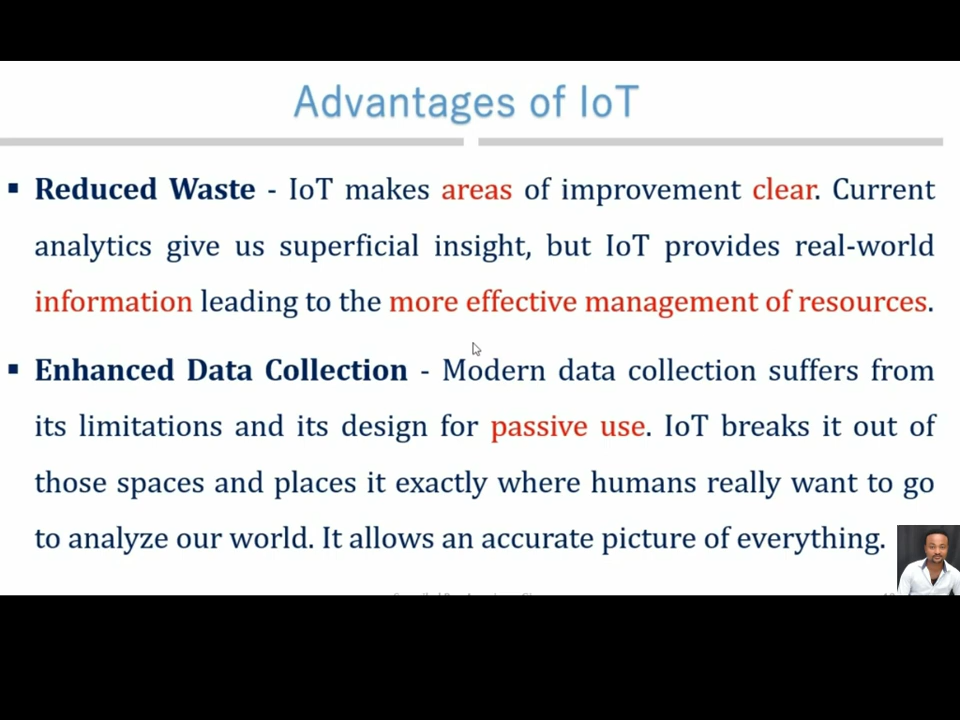 Advantages of IoT
▪ Reduced Waste - IoT makes areas of improvement clear. Current
analytics give us superficial insight, but IoT provides real-world
information leading to the more effective management of resources.
▪ Enhanced Data Collection - Modern data collection suffers from
its limitations and its design for passive use. IoT breaks it out of
those spaces and places it exactly where humans really want to go
to analyze our world. It allows an accurate picture of everything.